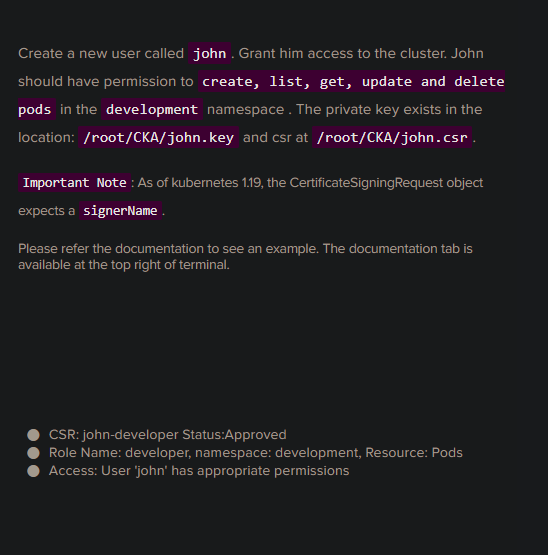 Create a new user called john . Grant him access to the cluster. John
should have permission to create, list, get, update and delete
pods in the development namespace . The private key exists in the
location: /root/CKA/john.key and csr at /root/CKA/john.csr .
Important Note : As of kubernetes 1.19, the CertificateSigningRequest object
expects a signerName .
Please refer the documentation to see an example. The documentation tab is
available at the top right of terminal.
CSR: john-developer Status:Approved
Role Name: developer, namespace: development, Resource: Pods
Access: User 'john' has appropriate permissions